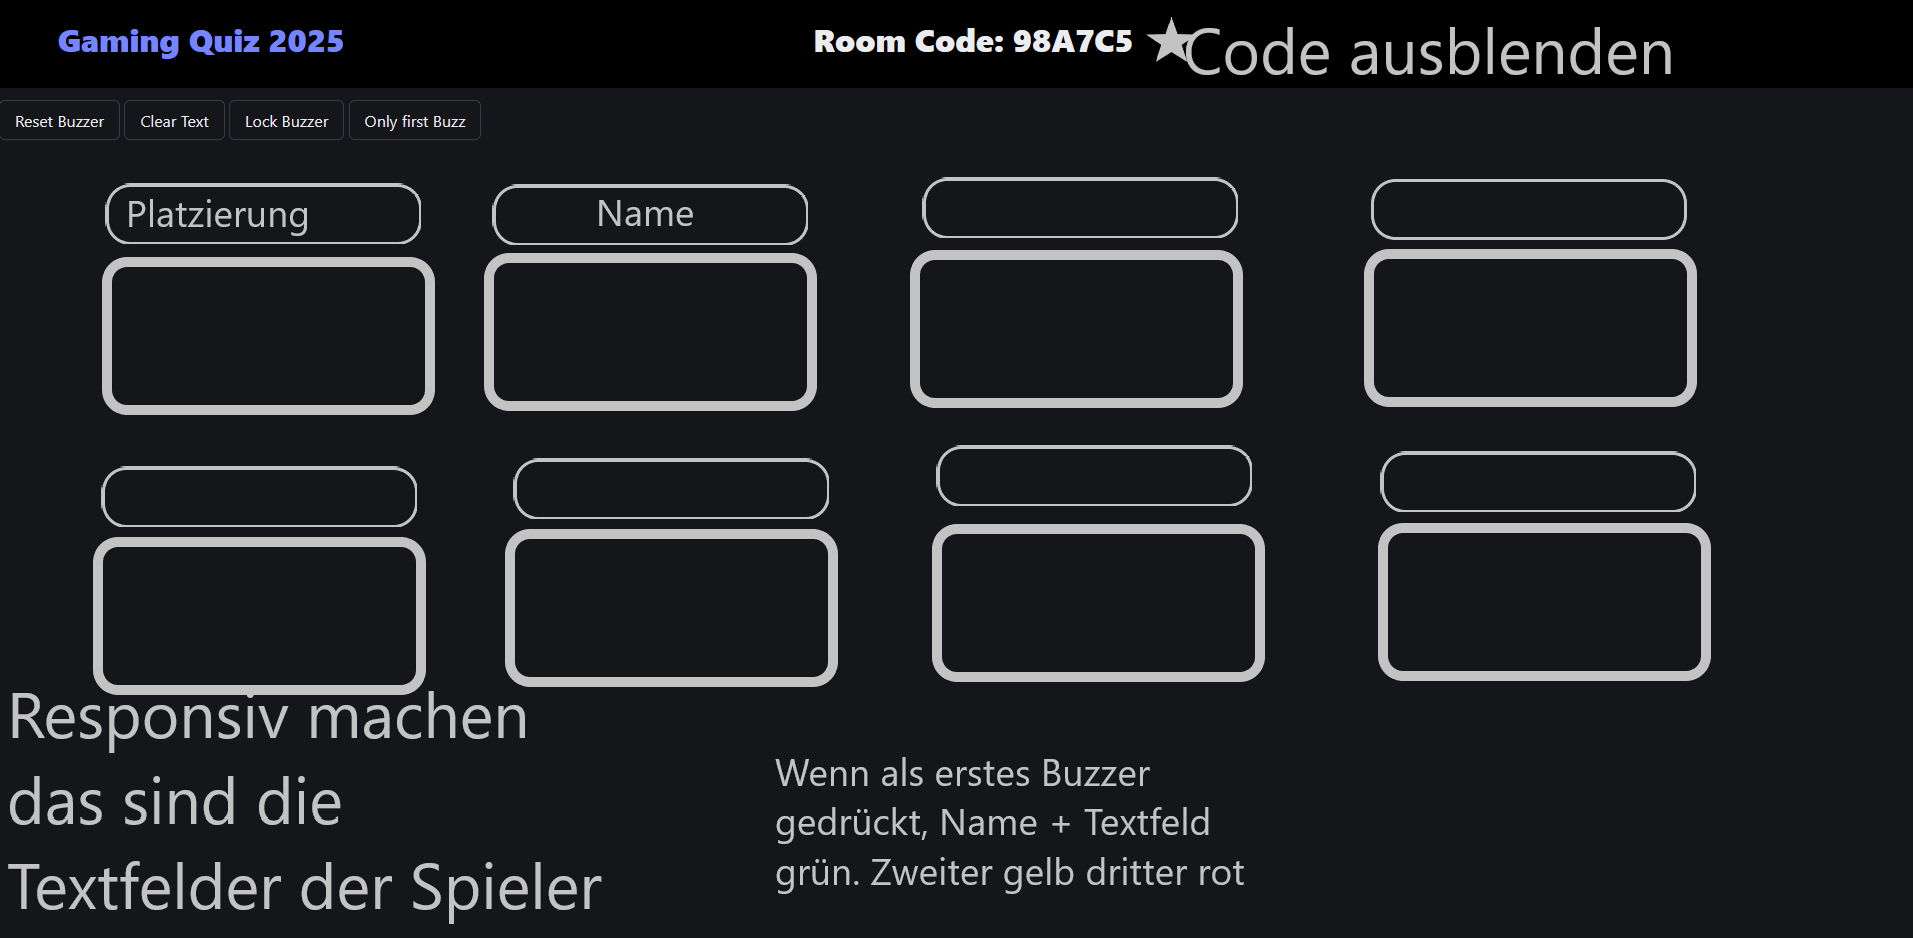 Gaming Quiz 2025
Room Code: 98A7C5
Code ausblenden
Reset Buzzer
Clear Text
Lock Buzzer
Only first Buzz
Platzierung
Name
Responsiv machen
das sind die
Textfelder der Spieler
Wenn als erstes Buzzer
gedrückt, Name + Textfeld
grün. Zweiter gelb dritter rot